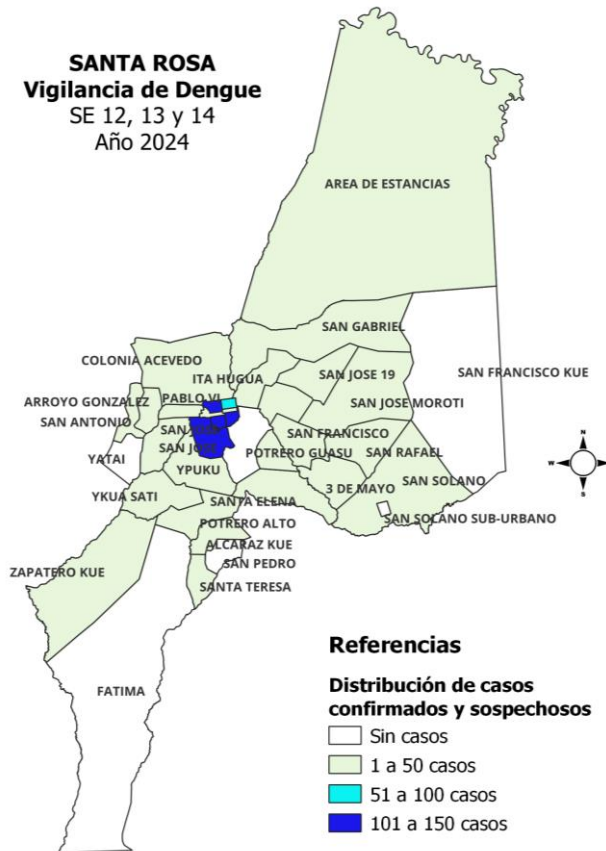 SANTA ROSA
Vigilancia de Dengue
SE 12, 13 y 14
Año 2024
AREA DE ESTANCIAS
SAN GABRIEL
COLONIA ACEVEDO
SAN FRANCISCO KUE
ITA HUGUA
SAN JOSE 19
ARROYO GONZALEZ
PABLO VI
SAN JOSE MOROTI
SAN ANTONIO
SAN
SAN FRANCISCO
SAN JOSE
YATAI
POTRERO GUASU
SAN RAFAEL
YPUKU
3 DE MAYO
SAN SOLANO
YKUA SATI
SANTA ELENA
SAN SOLANO SUB-URBANO
POTRERO ALTO
ALCARAZ KUE
ZAPATERO KUE
SAN PEDRO
SANTA TERESA
FATIMA
N
W
E
S
Referencias
Distribución de casos
confirmados y sospechosos
Sin casos
1 a 50 casos
51 a 100 casos
101 a 150 casos